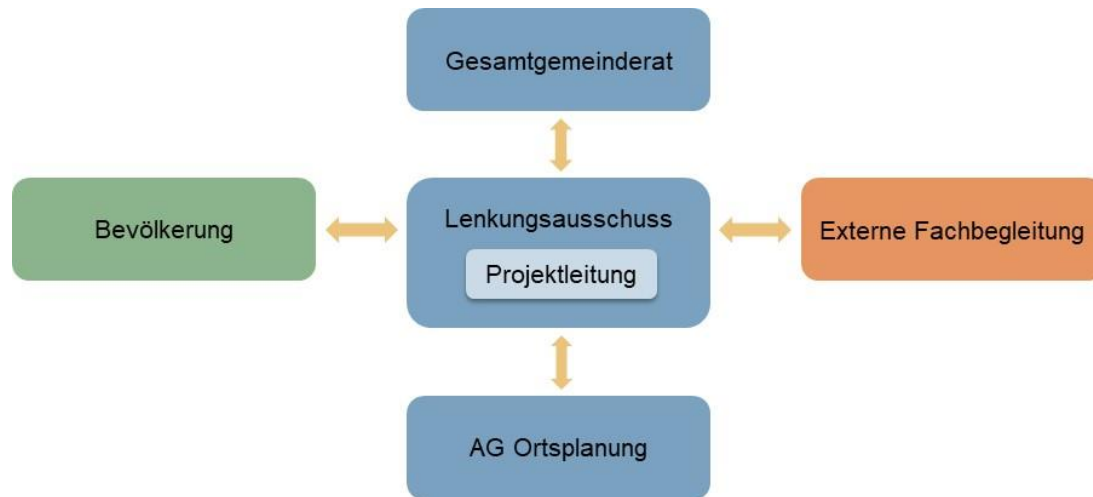 Gesamtgemeinderat
Bevölkerung
Lenkungsausschuss
Projektleitung
Externe Fachbegleitung
AG Ortsplanung